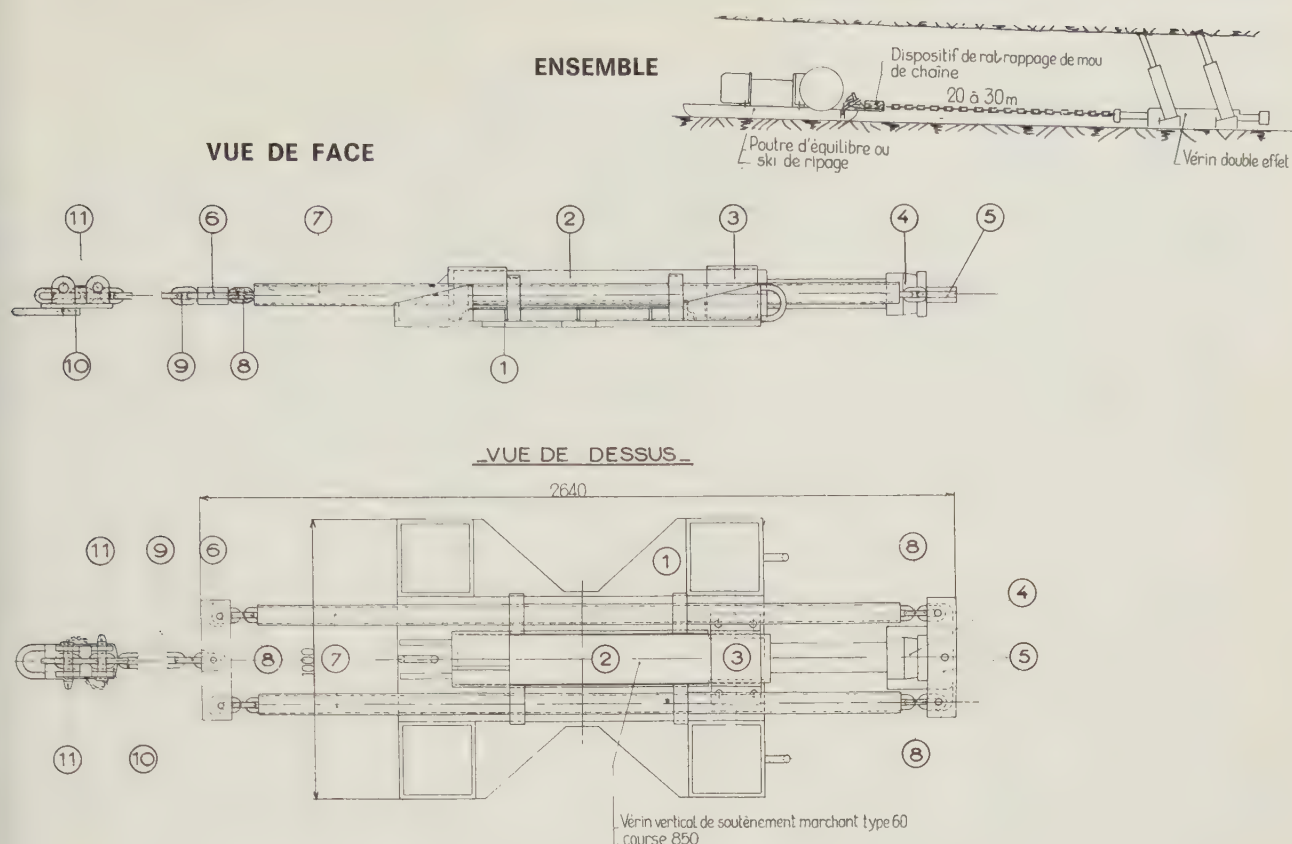 ENSEMBLE
Dispositif de ratrappage de mou
de chaîne
20 à 30m
Poutre d'équilibre ou
ski de ripage
Vérin double effet
VUE DE FACE
11
6
7
2
3
4
5
10
9
8
1
VUE DE DESSUS
2640
11
9
6
1
8
4
8
7
1000
2
3
5
11
10
8
Vérin vertical de soutènement marchant type 60
course 850